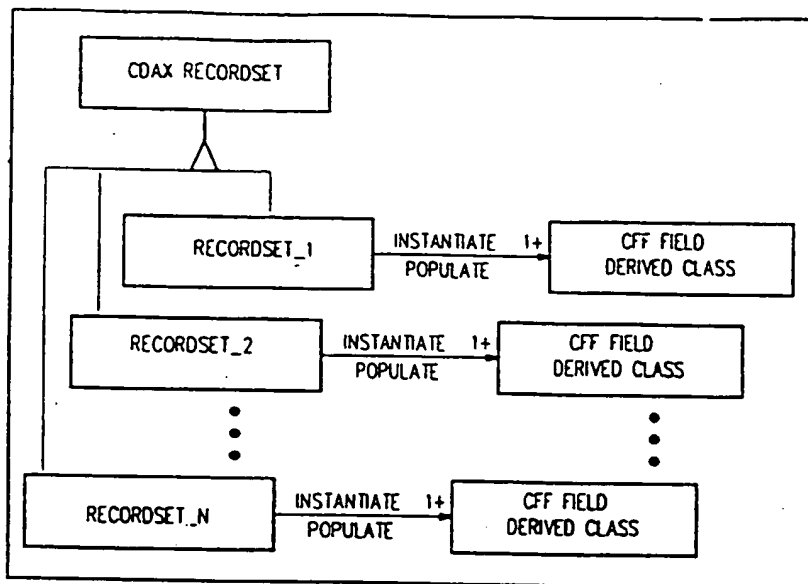 CDAX RECORDSET
RECORDSET_1
INSTANTIATE 1+
POPULATE
CFF FIELD
DERIVED CLASS
RECORDSET_2
INSTANTIATE 1+
POPULATE
CFF FIELD
DERIVED CLASS
RECORDSET_N
INSTANTIATE 1+
POPULATE
CFF FIELD
DERIVED CLASS